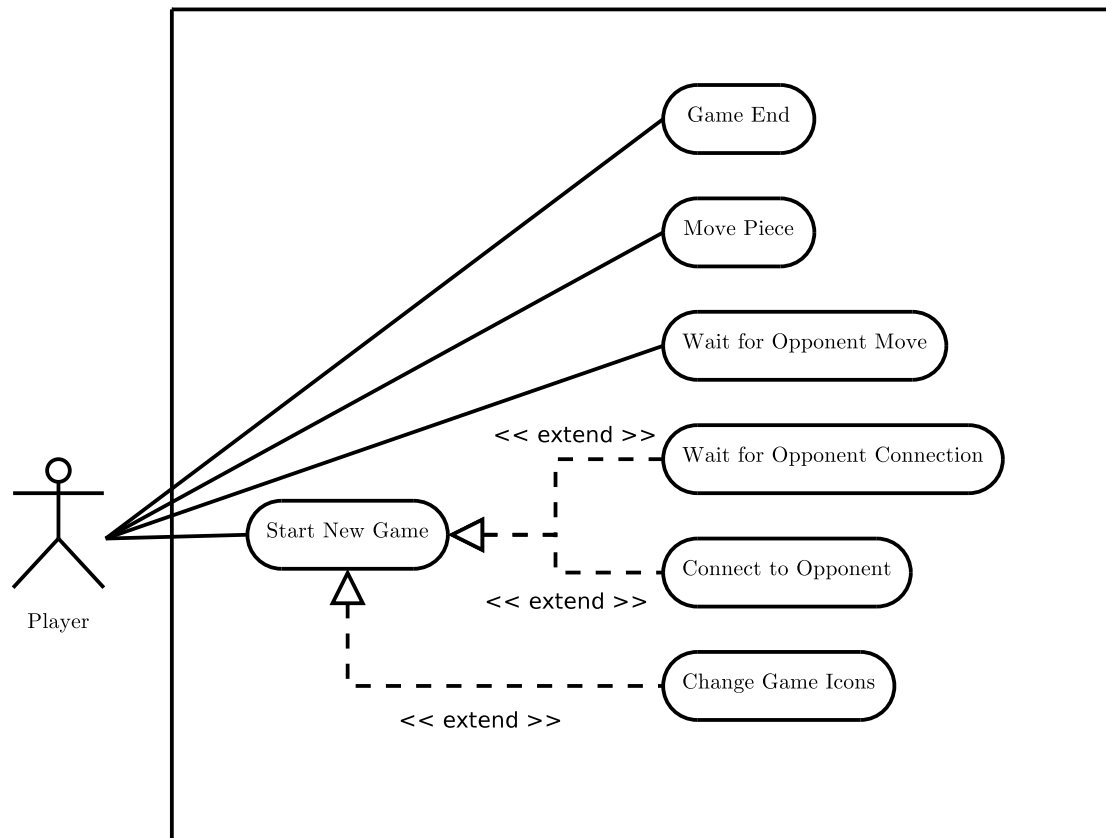 Game End
Move Piece
Wait for Opponent Move
<< extend >>
Wait for Opponent Connection
Start New Game
Connect to Opponent
<< extend >>
Player
Change Game Icons
<< extend >>